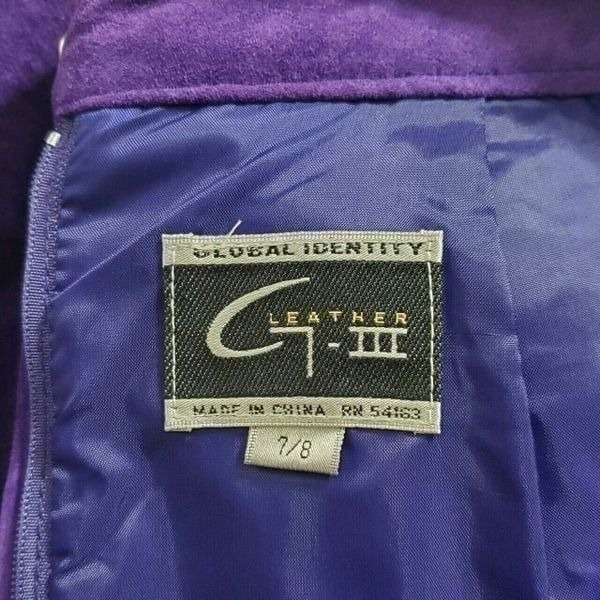 GLOBAL IDENTITY
LEATHER
G-III
MADE IN CHINA RN 54163
7/8